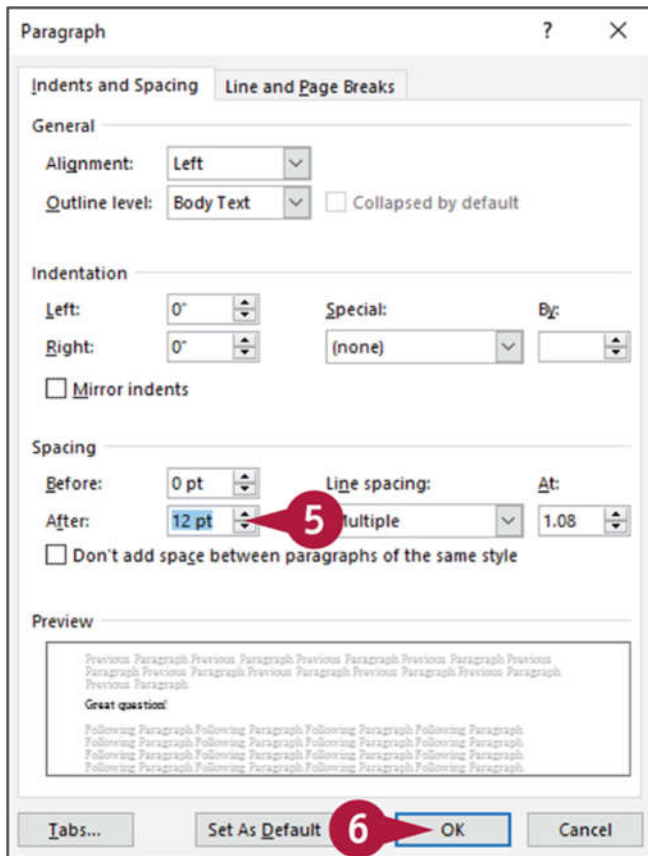 Paragraph ? ×
Indents and Spacing Line and Page Breaks
General
Alignment: Left
Outline level: Body Text Collapsed by default
Indentation
Left: 0" Special: By:
Right: 0" (none)
Mirror indents
Spacing
Before: 0 pt Line spacing: At:
After: 12 pt 5 Multiple 1.08
Don't add space between paragraphs of the same style
Preview
Previous Paragraph Previous Paragraph Previous Paragraph Previous Paragraph Previous
Paragraph Previous Paragraph Previous Paragraph Previous Paragraph Previous Paragraph
Previous Paragraph
Great question!
Following Paragraph Following Paragraph Following Paragraph Following Paragraph
Following Paragraph Following Paragraph Following Paragraph Following Paragraph
Following Paragraph Following Paragraph Following Paragraph Following Paragraph
Following Paragraph Following Paragraph Following Paragraph Following Paragraph
Tabs... Set As Default 6 OK Cancel